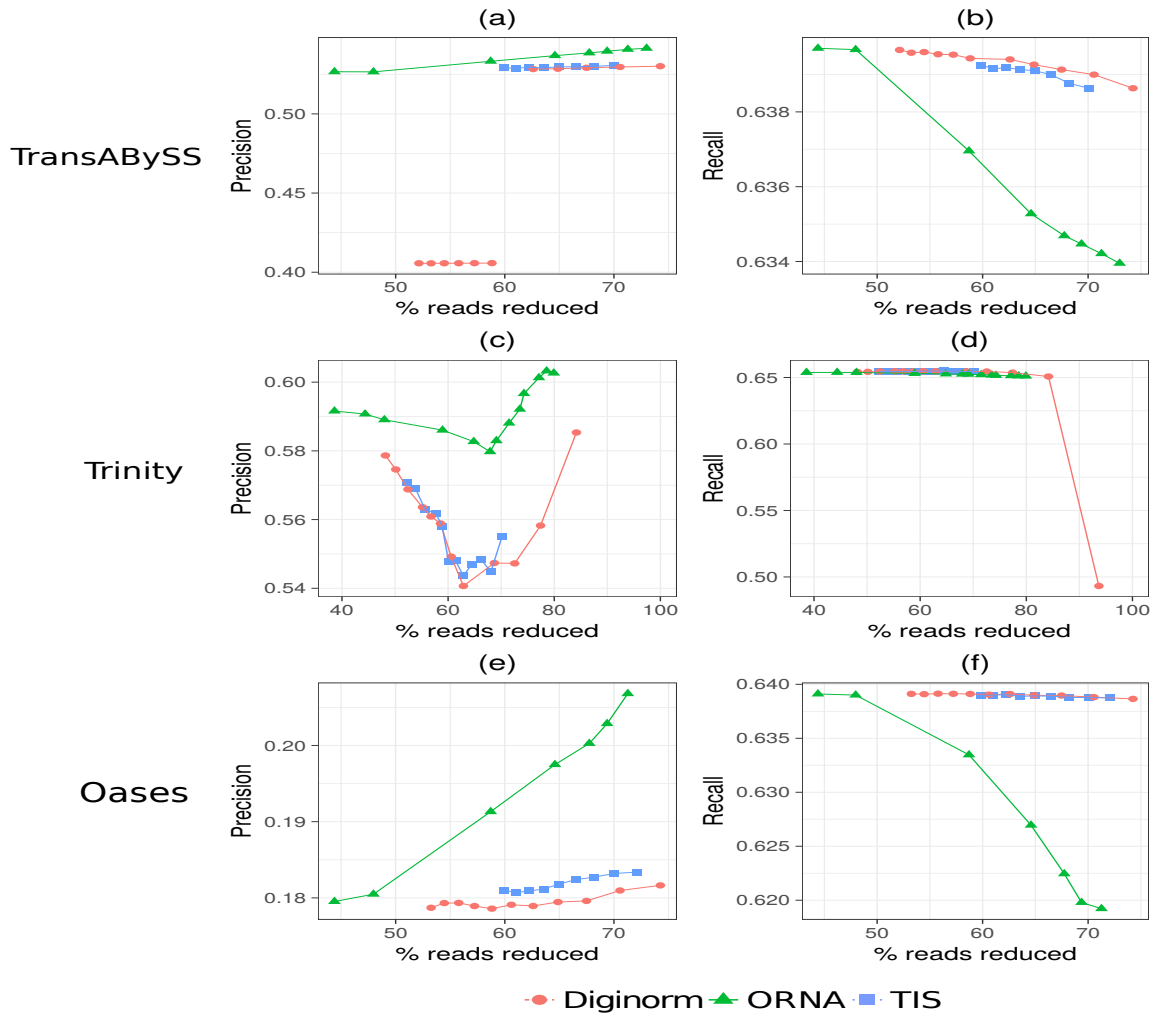 (a)
(b)
TransABySS
Precision
0.50
0.45
0.40
50
60
70
% reads reduced
Recall
0.638
0.636
0.634
50
60
70
% reads reduced
(c)
(d)
Trinity
Precision
0.60
0.58
0.56
0.54
40
60
80
100
% reads reduced
Recall
0.65
0.60
0.55
0.50
40
60
80
100
% reads reduced
(e)
(f)
Oases
Precision
0.20
0.19
0.18
50
60
70
% reads reduced
Recall
0.640
0.635
0.630
0.625
0.620
50
60
70
% reads reduced
Diginorm ORNA TIS